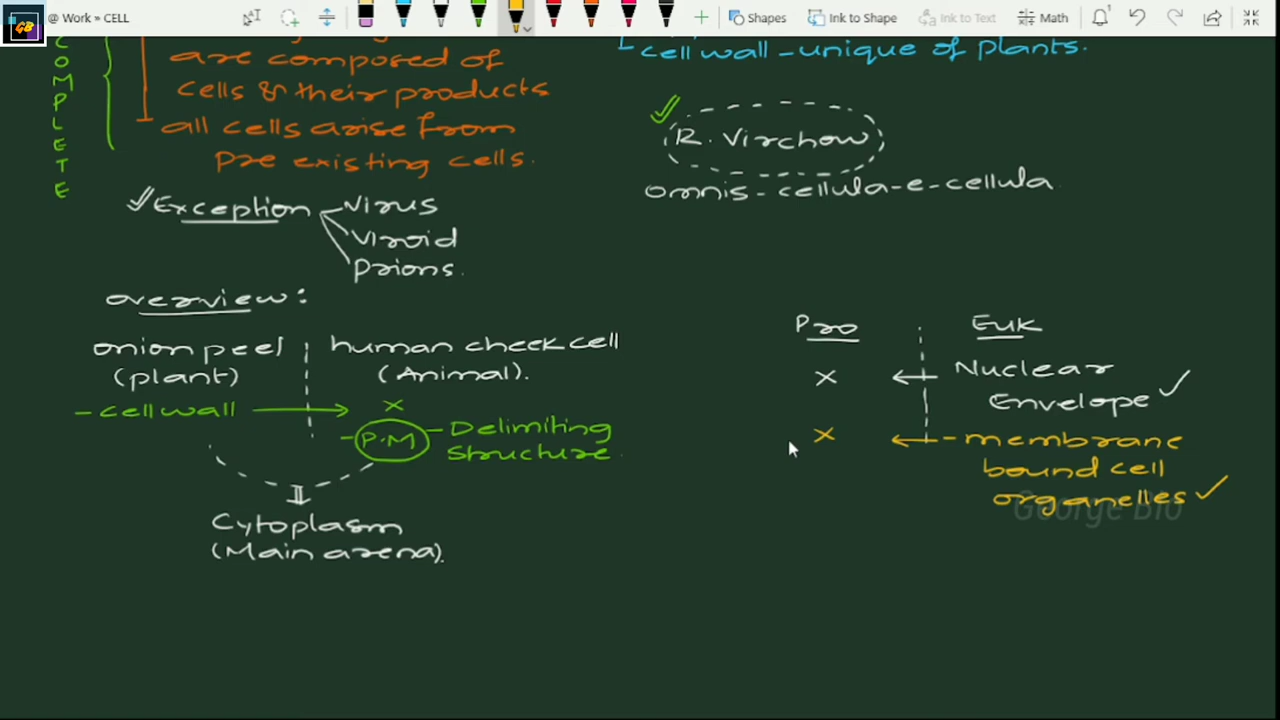 GB
@ Work » CELL
Shapes
Ink to Shape
Ink to Text
Math
C
O
M
P
L
E
T
E
are composed of
cells & their products
all cells arise from
pre existing cells.
cell wall - unique of plants.
R. Virchow
omnis - cellula - e - cellula
Exception
Virus
Viroid
Prions.
overview :
onion peel
(plant)
- cell wall
human cheek cell
(Animal).
x
- P.M - Delimiting
structure.
Cytoplasm
(Main arena).
Pro
x
x
Euk
Nuclear
Envelope ✓
- membrane
bound cell
organelles ✓
George Bio